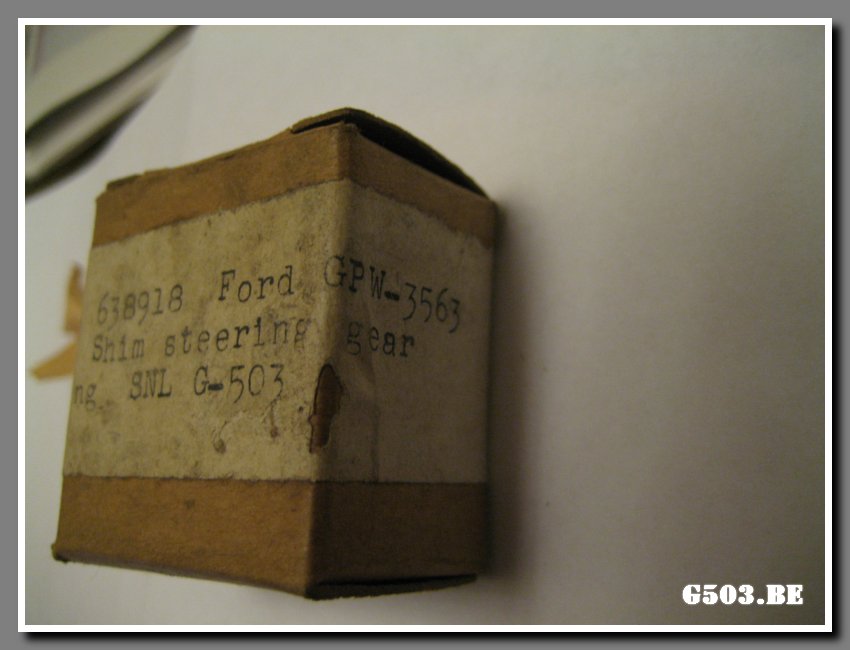 638918 Ford GPW-3563
Shim steering gear
ng. SNL G-503
G503.BE